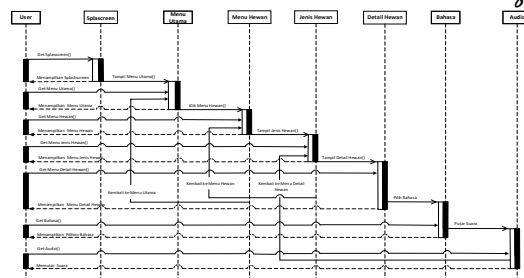 User
Splascreen
Menu
Utama
Menu Hewan
Jenis Hewan
Detail Hewan
Bahasa
Audio
Get Splascreen()
Menampilkan Splashscreen
Tampil Menu Utama()
Get Menu Utama()
Menampilkan Menu Utama
Klik Menu Hewan()
Get Menu Hewan()
Menampilkan Menu Hewan
Tampil Jenis Hewan()
Get Menu Jenis Hewan()
Menampilkan Menu Jenis Hewan
Tampil Detail Hewan()
Get Menu Detail Hewan()
Kembali ke Menu Utama
Kembali ke Menu Hewan
Kembali ke Menu Detail
Hewan
Pilih Bahasa
Menampilkan Menu Detail Hewan
Get Bahasa()
Putar Suara
Menampilkan Pilihan Bahasa
Get Audio()
Memutar Suara